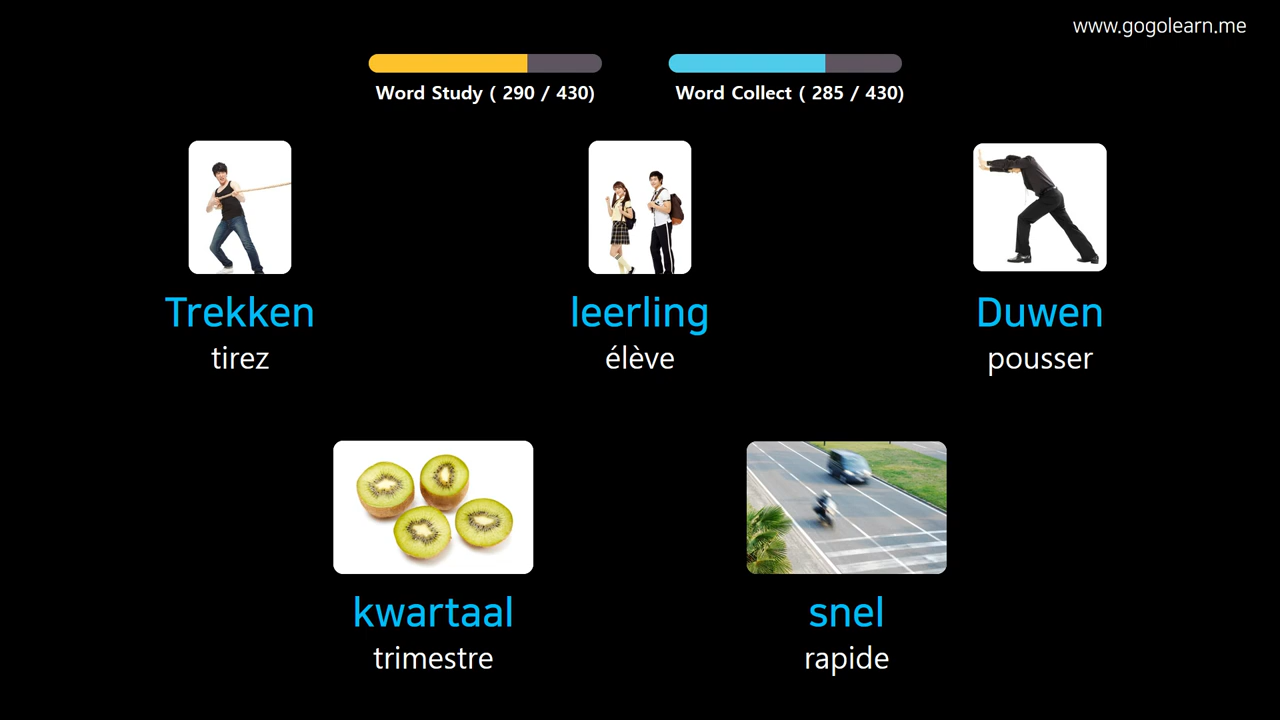 www.gogolearn.me
Word Study ( 290 / 430)
Word Collect ( 285 / 430)
Trekken
tirez
leerling
élève
Duwen
pousser
kwartaal
trimestre
snel
rapide